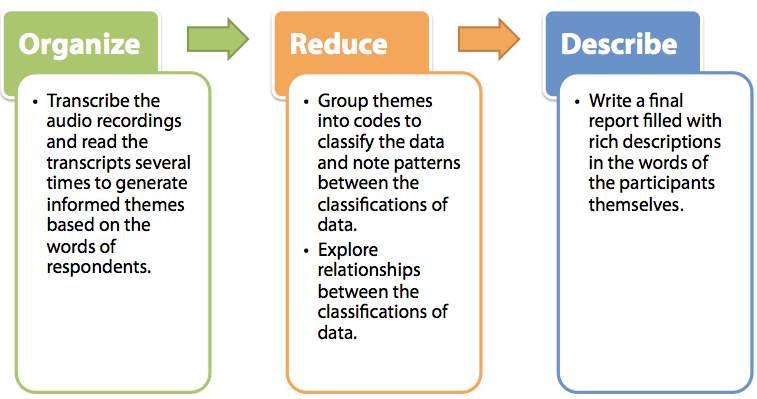 Organize
• Transcribe the
audio recordings
and read the
transcripts several
times to generate
informed themes
based on the
words of
respondents.
Reduce
• Group themes
into codes to
classify the data
and note patterns
between the
classifications of
data.
• Explore
relationships
between the
classifications of
data.
Describe
• Write a final
report filled with
rich descriptions
in the words of
the participants
themselves.